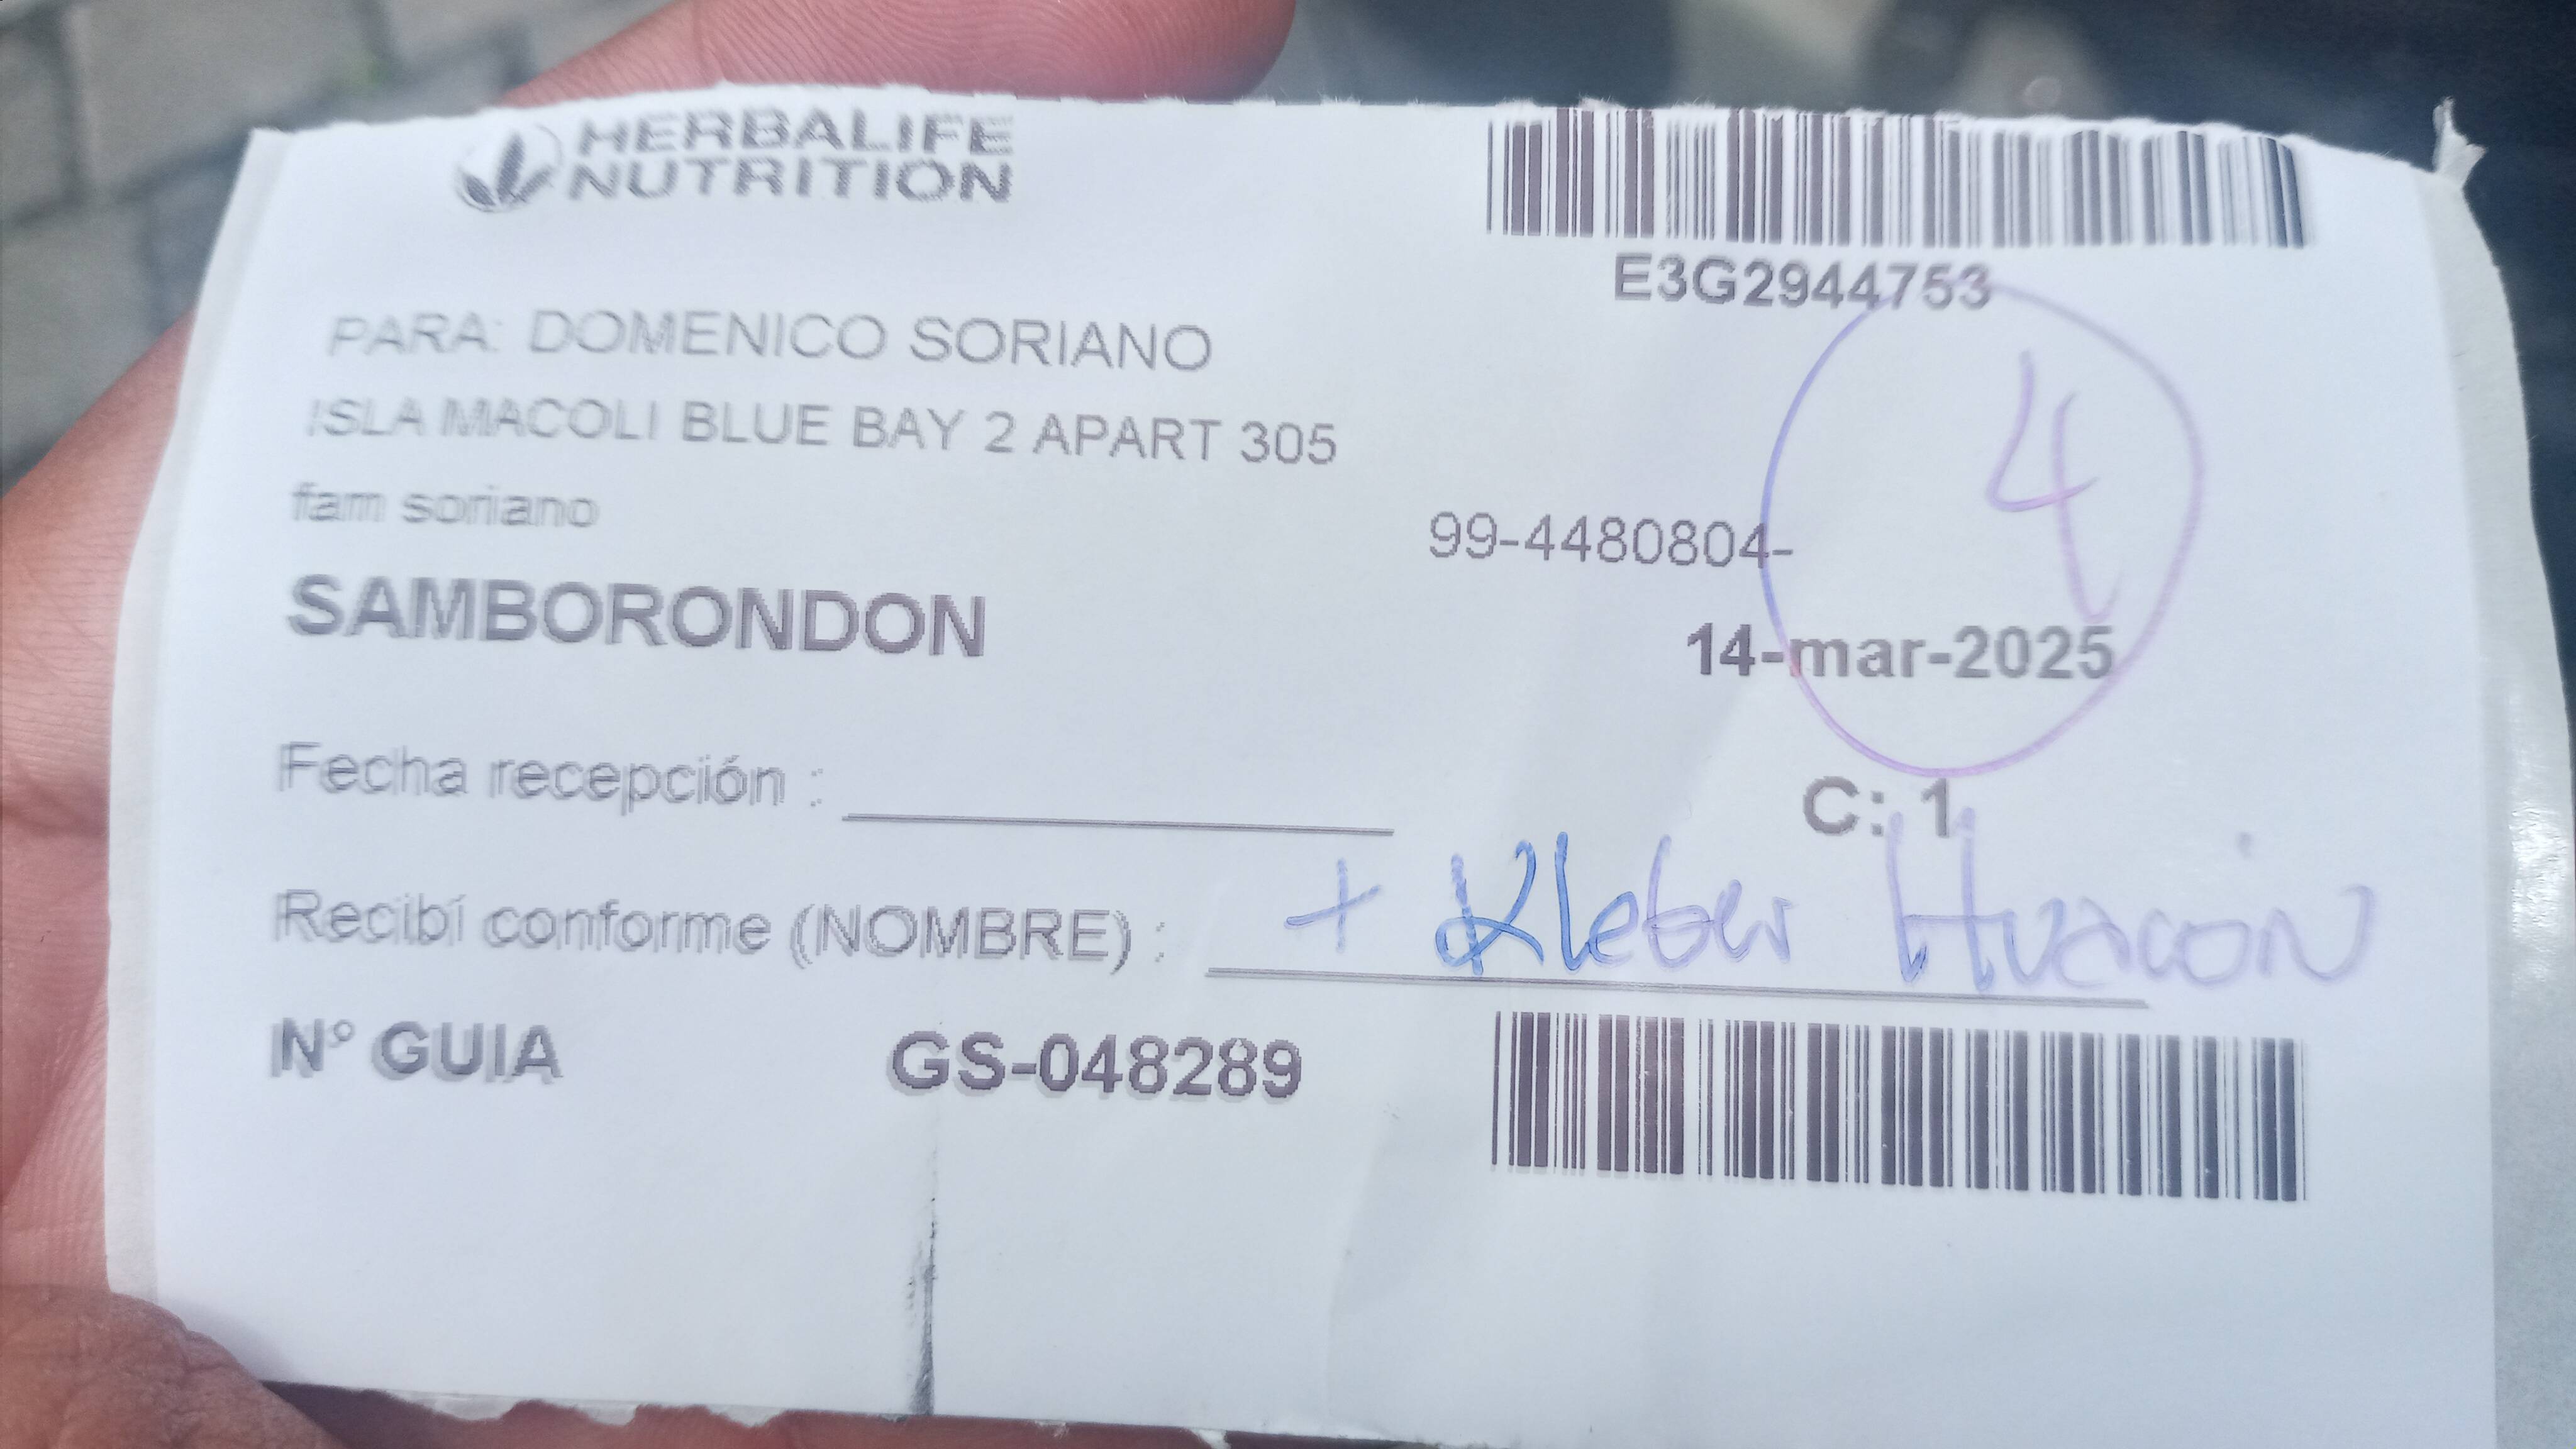 HERBALIFE
NUTRITION
E3G2944753
PARA: DOMENICO SORIANO
ISLA MACOLI BLUE BAY 2 APART 305
4
fam soriano
99-4480804-
SAMBORONDON
14-mar-2025
Fecha recepción :
C: 1
Recibí conforme (NOMBRE) : + Kleber Huacón
N° GUIA GS-048289